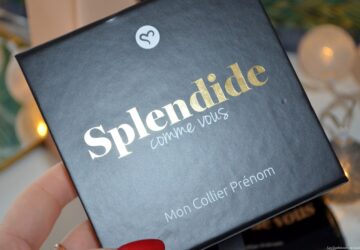 Splendide
comme vous
Mon Collier Prénom